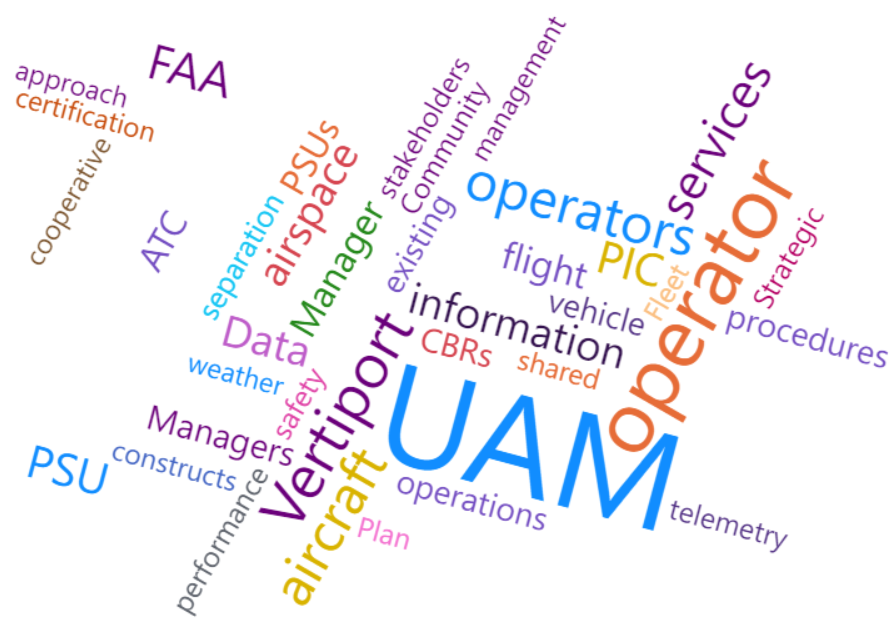 approach
certification
FAA
cooperative
ATC
separation
PSUs
airspace
Manager
stakeholders
Community
management
existing
operators
services
operator
Strategic
flight
PIC
Fleet
vehicle
procedures
information
CBRs
shared
Data
weather
safety
Vertiport
UAM
Managers
constructs
PSU
performance
aircraft
Plan
operations
telemetry